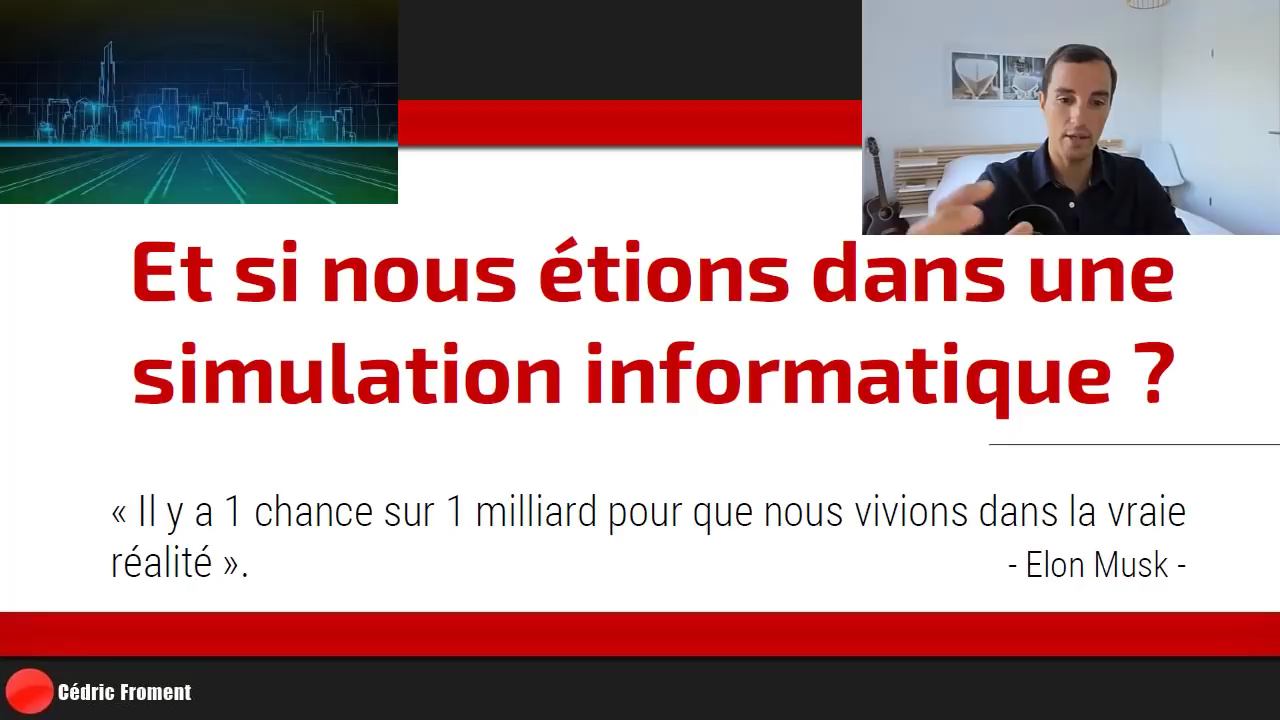 Et si nous étions dans une
simulation informatique ?
« Il y a 1 chance sur 1 milliard pour que nous vivions dans la vraie
réalité ».
- Elon Musk -
Cédric Froment